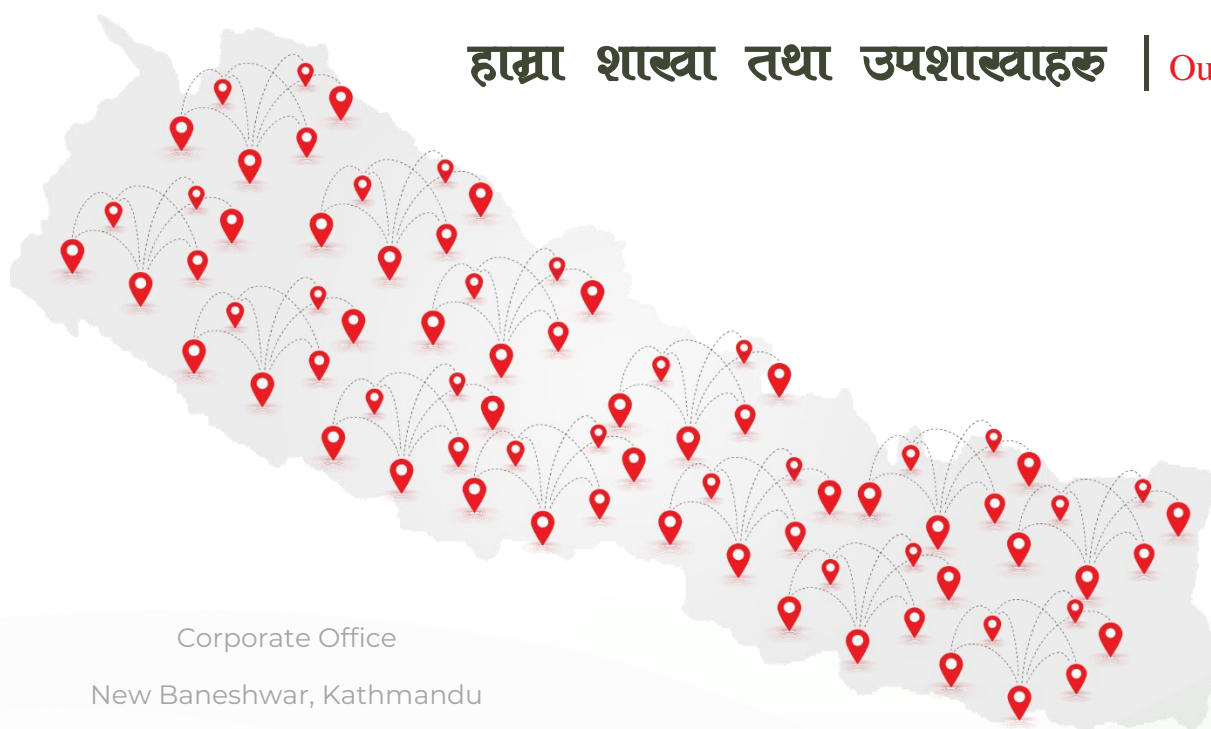 हाम्रा शाखा तथा उपशाखाहरु | Ou
Corporate Office
New Baneshwar, Kathmandu